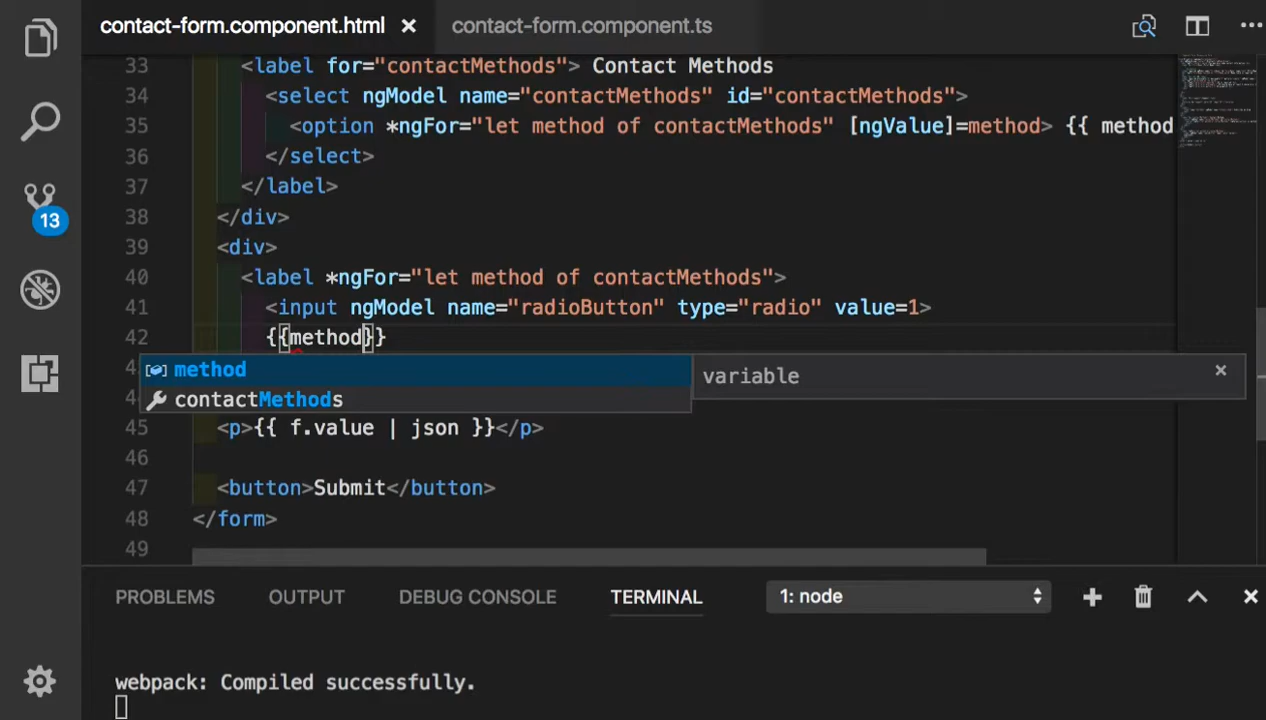 contact-form.component.html
contact-form.component.ts
33 <label for="contactMethods"> Contact Methods
34 <select ngModel name="contactMethods" id="contactMethods">
35 <option *ngFor="let method of contactMethods" [ngValue]=method> {{ method
36 </select>
37 </label>
38 </div>
39 <div>
40 <label *ngFor="let method of contactMethods">
41 <input ngModel name="radioButton" type="radio" value=1>
42 {{method}}
method
variable
contactMethods
45 <p>{{ f.value | json }}</p>
46
47 <button>Submit</button>
48 </form>
49
13
PROBLEMS OUTPUT DEBUG CONSOLE TERMINAL 1: node
webpack: Compiled successfully.